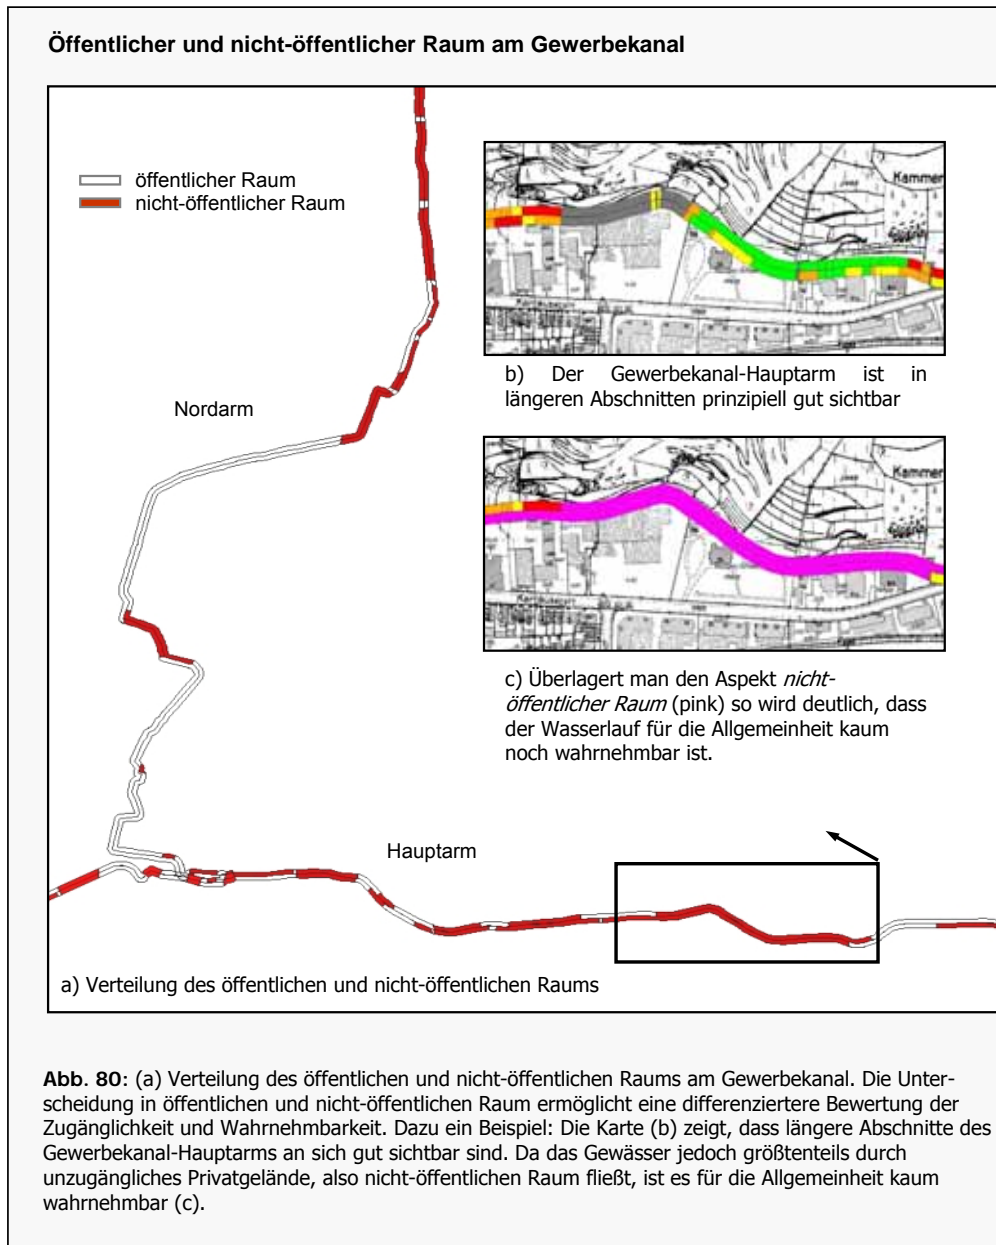 Öffentlicher und nicht-öffentlicher Raum am Gewerbekanal
öffentlicher Raum
nicht-öffentlicher Raum
Kammer
b) Der Gewerbekanal-Hauptarm ist in
längeren Abschnitten prinzipiell gut sichtbar
Nordarm
Kammer
c) Überlagert man den Aspekt nicht-
öffentlicher Raum (pink) so wird deutlich, dass
der Wasserlauf für die Allgemeinheit kaum
noch wahrnehmbar ist.
Hauptarm
a) Verteilung des öffentlichen und nicht-öffentlichen Raums
Abb. 80: (a) Verteilung des öffentlichen und nicht-öffentlichen Raums am Gewerbekanal. Die Unter-
scheidung in öffentlichen und nicht-öffentlichen Raum ermöglicht eine differenziertere Bewertung der
Zugänglichkeit und Wahrnehmbarkeit. Dazu ein Beispiel: Die Karte (b) zeigt, dass längere Abschnitte des
Gewerbekanal-Hauptarms an sich gut sichtbar sind. Da das Gewässer jedoch größtenteils durch
unzugängliches Privatgelände, also nicht-öffentlichen Raum fließt, ist es für die Allgemeinheit kaum
wahrnehmbar (c).